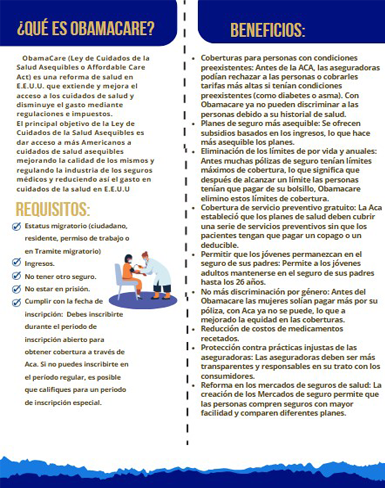 ¿QUÉ ES OBAMACARE?
ObamaCare (Ley de Cuidados de la
Salud Asequibles o Affordable Care
Act) es una reforma de salud en
E.E.U.U. que extiende y mejora el
acceso a los cuidados de salud y
disminuye el gasto mediante
regulaciones e impuestos.
El principal objetivo de la Ley de
Cuidados de la Salud Asequibles es
dar acceso a más Americanos a
cuidados de salud asequibles
mejorando la calidad de los mismos y
regulando la industria de los seguros
médicos y reduciendo así el gasto en
cuidados de la salud en E.E.U.U
REQUISITOS:
Estatus migratorio (ciudadano,
residente, permiso de trabajo o
en Tramite migratorio)
Ingresos.
No tener otro seguro.
No estar en prisión.
Cumplir con la fecha de
inscripción: Debes inscribirte
durante el periodo de
inscripción abierto para
obtener cobertura a través de
Aca. Si no puedes inscribirte en
el periodo regular, es posible
que califiques para un periodo
de inscripción especial.
BENEFICIOS:
• Coberturas para personas con condiciones
preexistentes: Antes de la ACA, las aseguradoras
podían rechazar a las personas o cobrarles
tarifas más altas si tenían condiciones
preexistentes (como diabetes o asma). Con
Obamacare ya no pueden discriminar a las
personas debido a su historial de salud.
• Planes de seguro más asequible: Se ofrecen
subsidios basados en los ingresos, lo que hace
más asequible los planes.
• Eliminación de los límites de por vida y anuales:
Antes muchas pólizas de seguro tenían límites
máximos de cobertura, lo que significa que
después de alcanzar un límite las personas
tenían que pagar de su bolsillo, Obamacare
elimino estos límites de cobertura.
• Cobertura de servicio preventivo gratuito: La Aca
estableció que los planes de salud deben cubrir
una serie de servicios preventivos sin que los
pacientes tengan que pagar un copago o un
deducible.
• Permitir que los jóvenes permanezcan en el
seguro de sus padres: Permite a los jóvenes
adultos mantenerse en el seguro de sus padres
hasta los 26 años.
• No más discriminación por género: Antes del
Obamacare las mujeres solían pagar más por su
póliza, con Aca ya no se puede, lo que a
mejorado la equidad en las coberturas.
• Reducción de costos de medicamentos
recetados.
• Protección contra prácticas injustas de las
aseguradoras: Las aseguradoras deben ser más
transparentes y responsables en su trato con los
consumidores.
• Reforma en los mercados de seguros de salud: La
creación de los Mercados de seguro permite que
las personas compren seguros con mayor
facilidad y comparen diferentes planes.